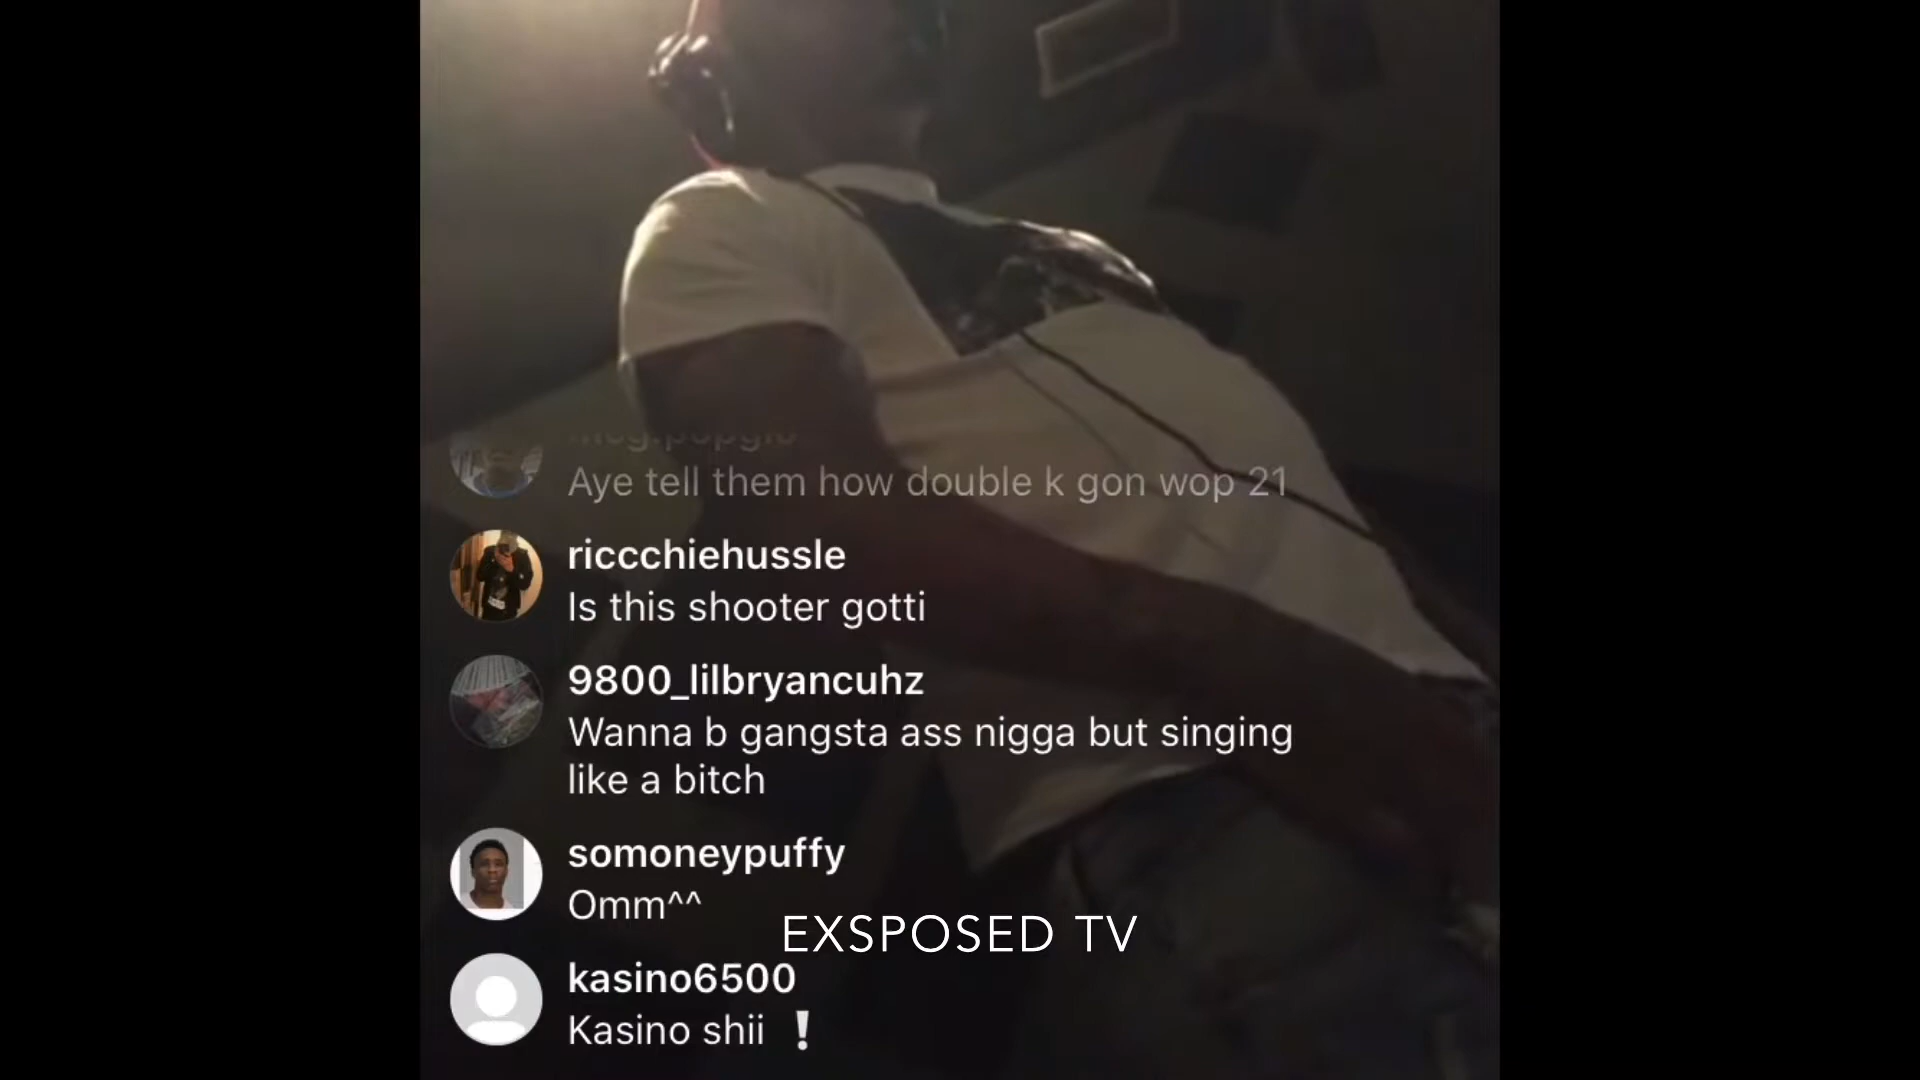 Aye tell them how double k gon wop 21
riccchiehussle
Is this shooter gotti
9800_lilbryancuhz
Wanna b gangsta ass nigga but singing
like a bitch
somoneypuffy
Omm^^
EXSPOSED TV
kasino6500
Kasino shii ❕